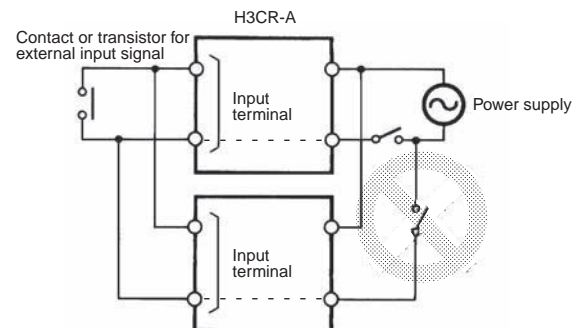 H3CR-A
Contact or transistor for
external input signal
Input
terminal
Power supply
Input
terminal